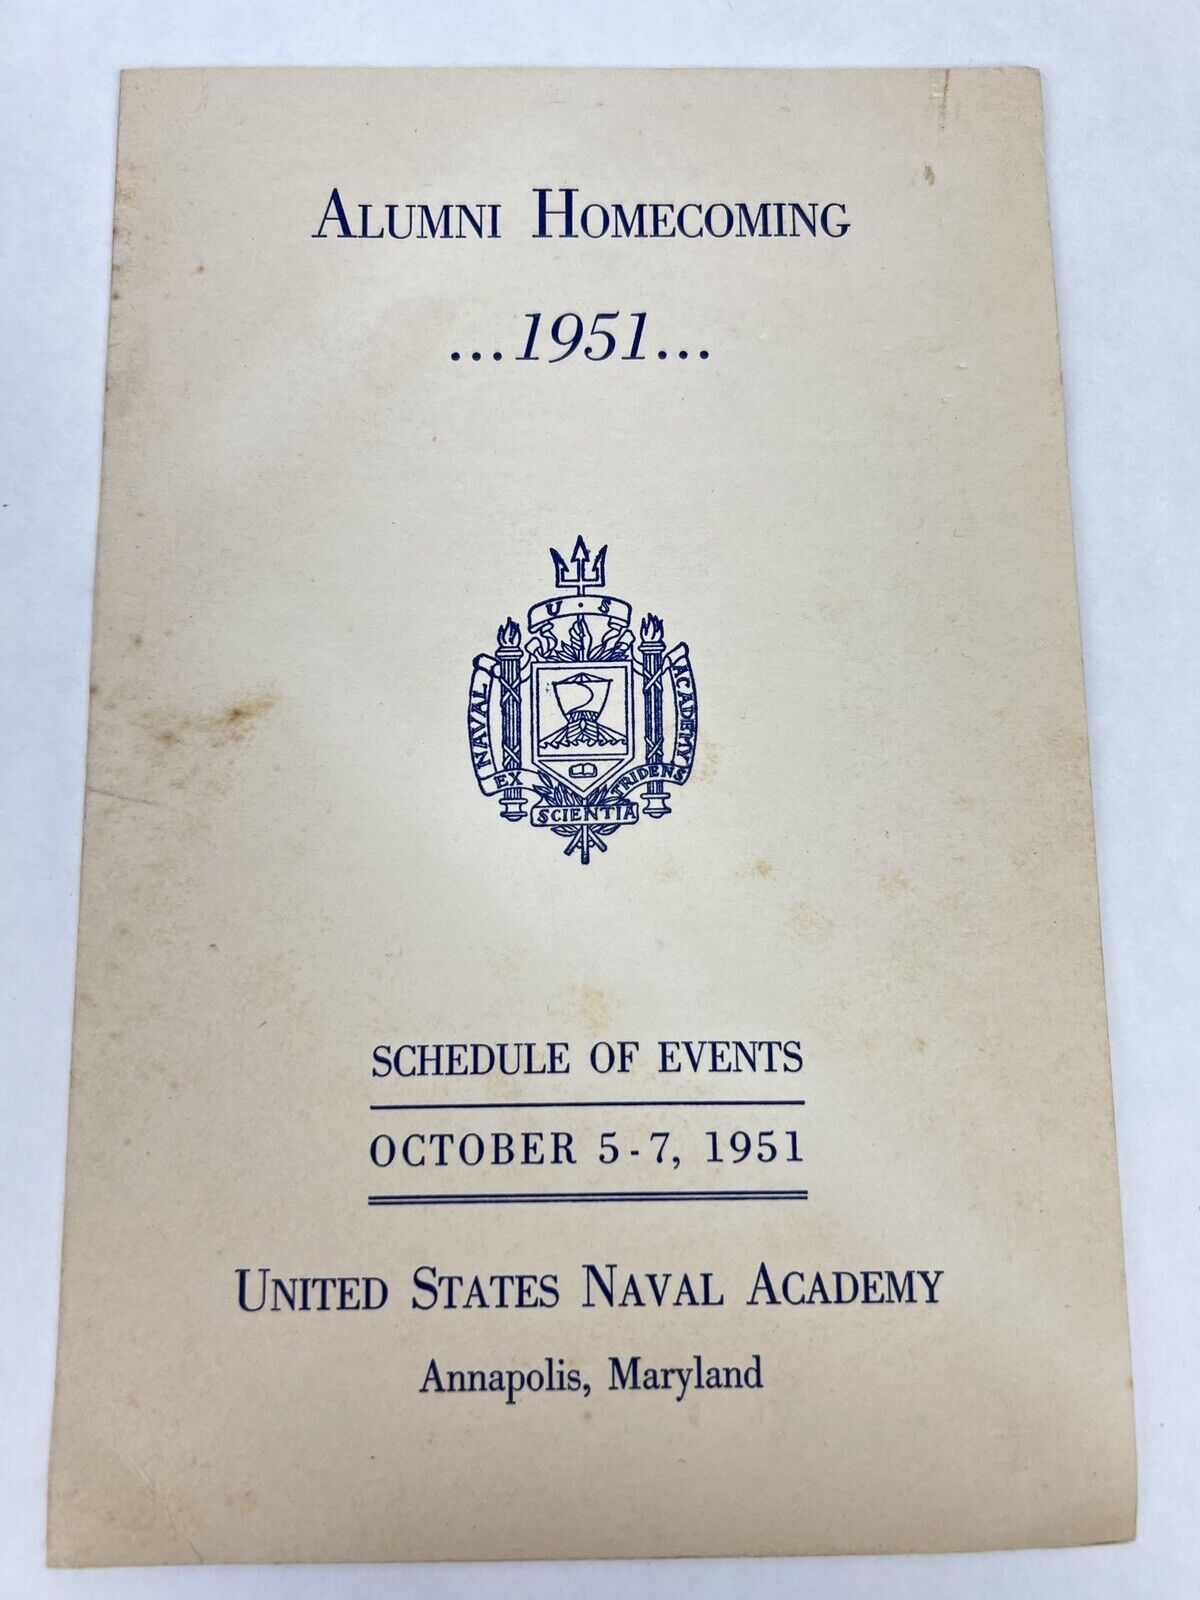 ALUMNI HOMECOMING
...1951...
U · S
NAVAL
ACADEMY
EX
SCIENTIA
TRIDENS
SCHEDULE OF EVENTS
OCTOBER 5-7, 1951
UNITED STATES NAVAL ACADEMY
Annapolis, Maryland